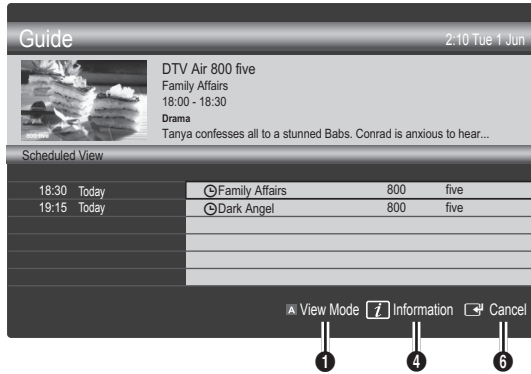 Guide 2:10 Tue 1 Jun
DTV Air 800 five
Family Affairs
18:00 - 18:30
Drama
Tanya confesses all to a stunned Babs. Conrad is anxious to hear...
800 five
Scheduled View
18:30 Today Family Affairs 800 five
19:15 Today Dark Angel 800 five
A View Mode i Information Cancel
1 4 6